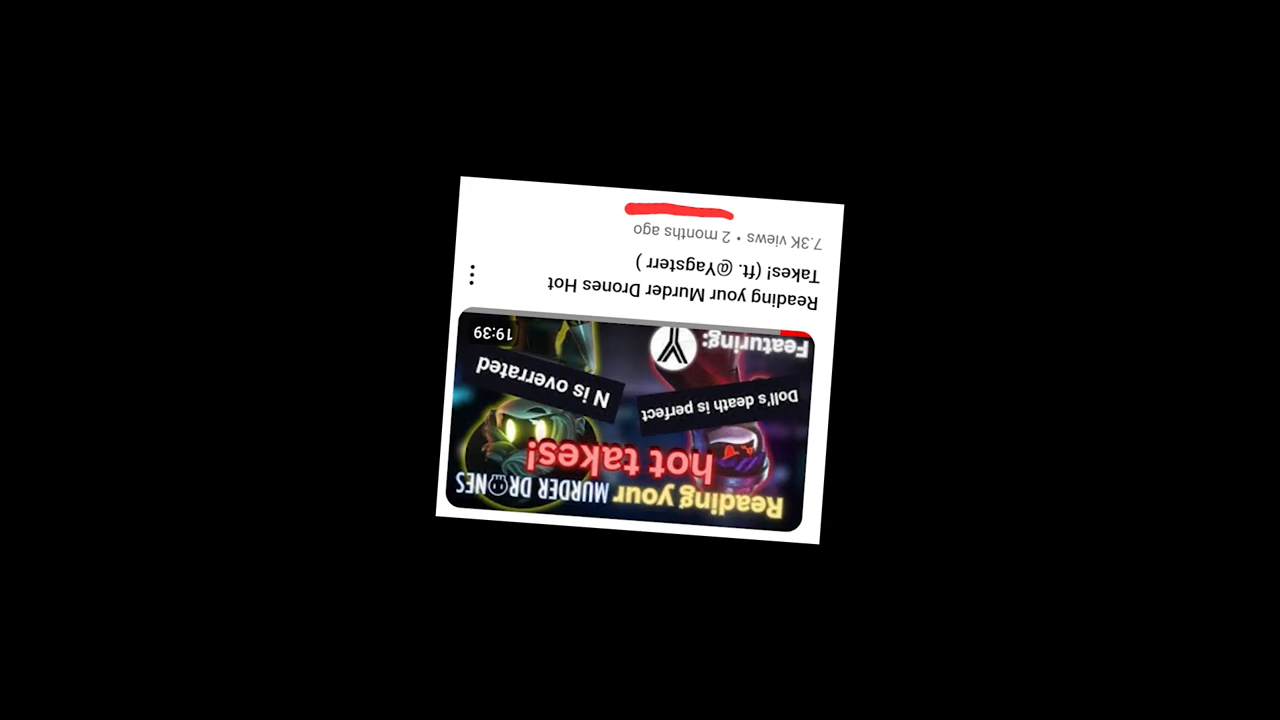 Reading your MURDER DRONES
hot takes!
Doll's death is perfect
N is overrated
Featuring:
19:39
Reading your Murder Drones Hot
Takes! (ft. @Yagsterr )
7.3K views • 2 months ago